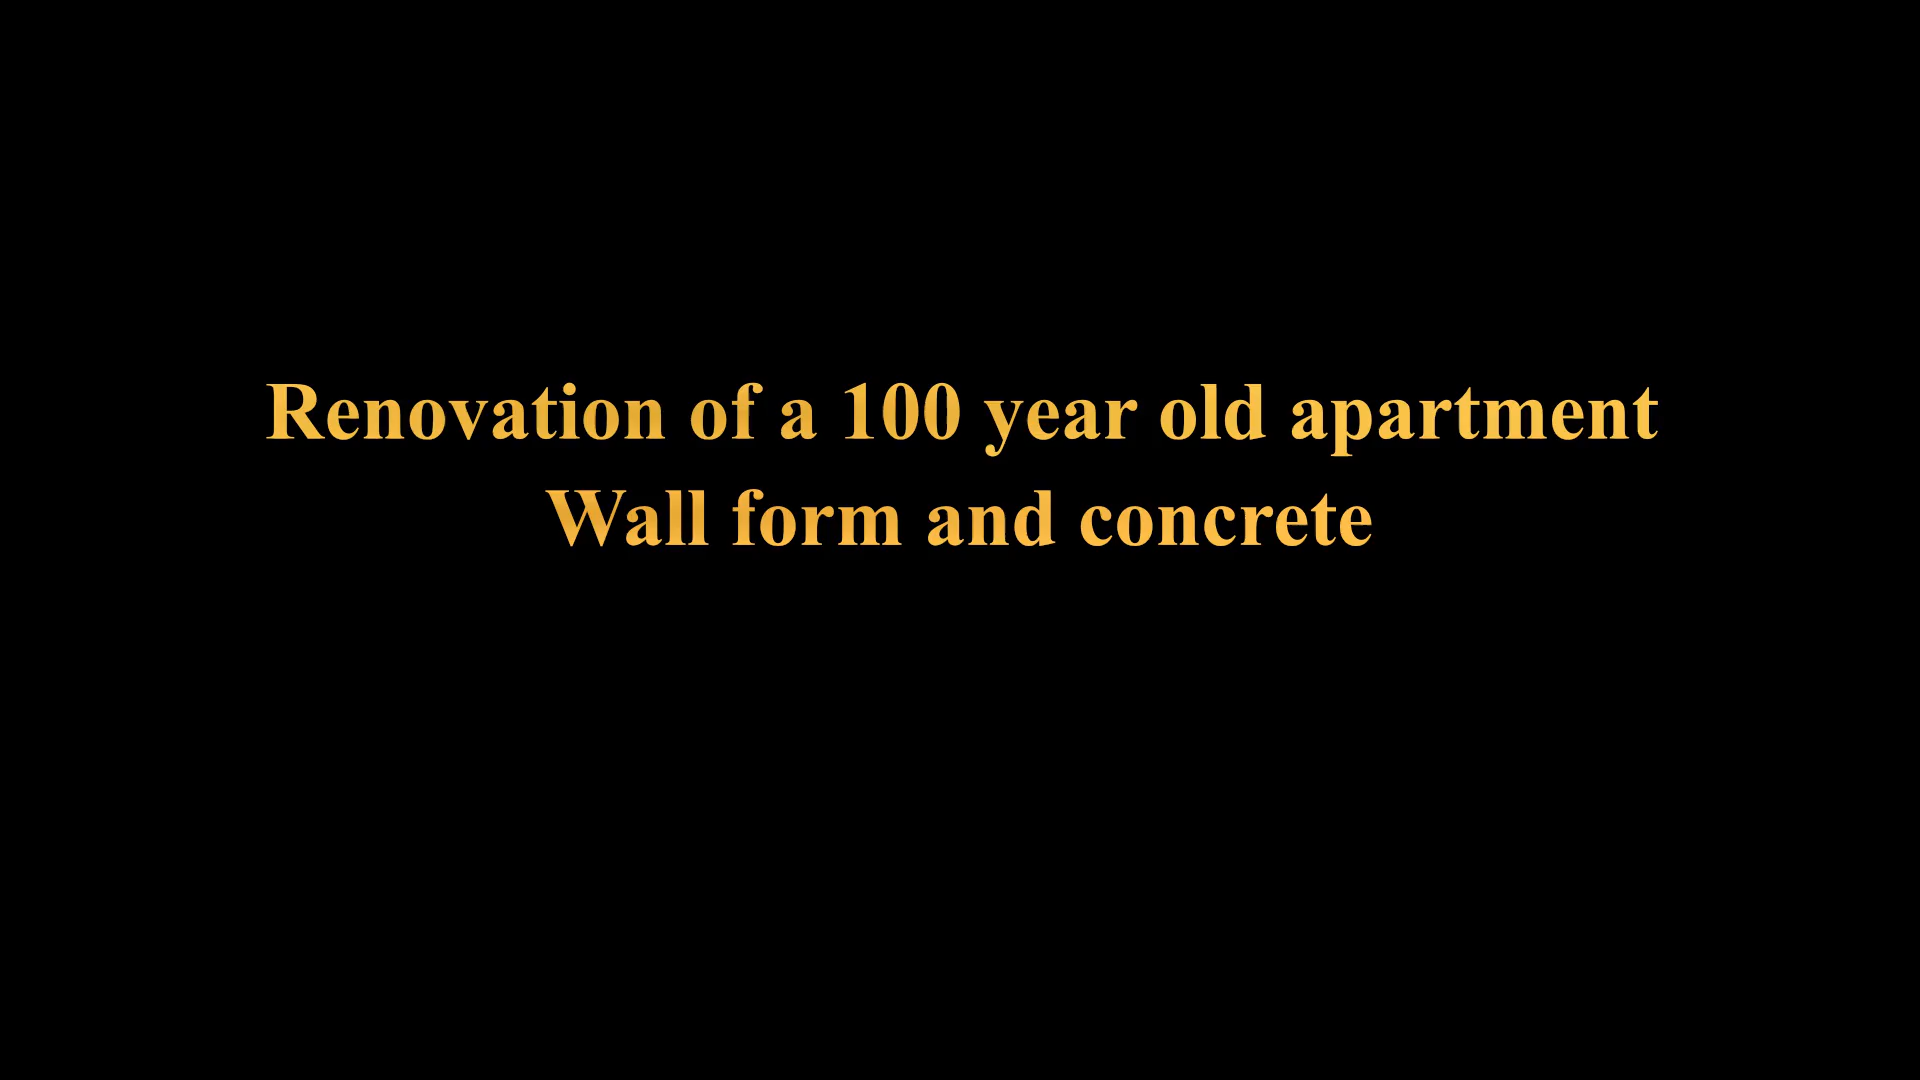 Renovation of a 100 year old apartment
Wall form and concrete